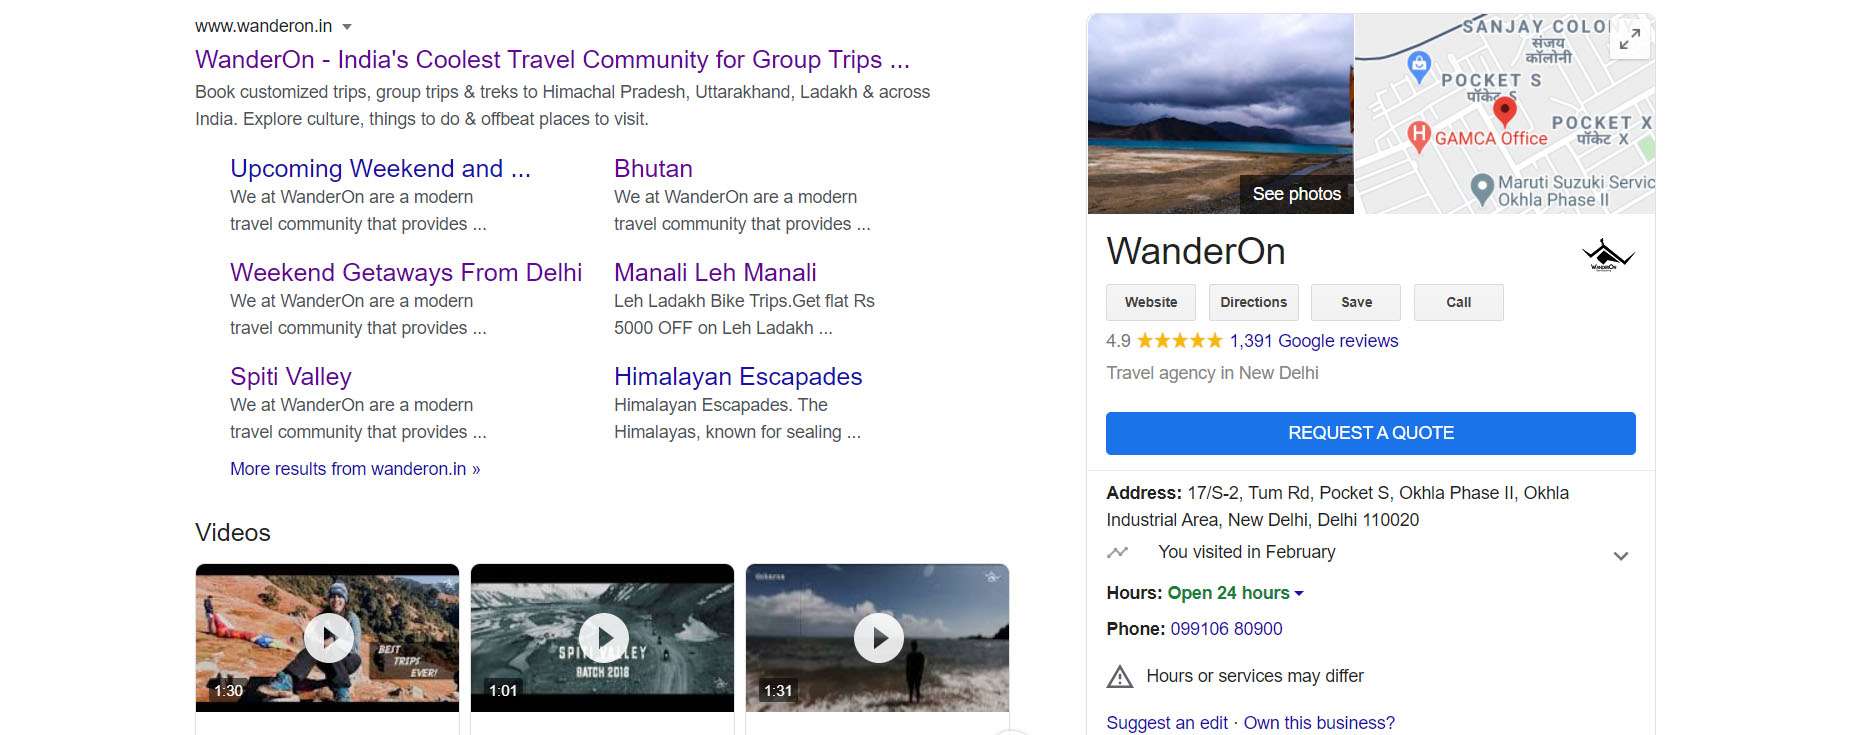 www.wanderon.in
WanderOn - India's Coolest Travel Community for Group Trips ...
Book customized trips, group trips & treks to Himachal Pradesh, Uttarakhand, Ladakh & across
India. Explore culture, things to do & offbeat places to visit.
Upcoming Weekend and ...
We at WanderOn are a modern
travel community that provides ...
Bhutan
We at WanderOn are a modern
travel community that provides ...
Weekend Getaways From Delhi
We at WanderOn are a modern
travel community that provides ...
Manali Leh Manali
Leh Ladakh Bike Trips.Get flat Rs
5000 OFF on Leh Ladakh ...
Spiti Valley
We at WanderOn are a modern
travel community that provides ...
Himalayan Escapades
Himalayan Escapades. The
Himalayas, known for sealing ...
More results from wanderon.in »
Videos
BEST
TRIPS
EVER!
1:30
SPITI VALLEY
BATCH 2018
1:01
1:31
See photos
SANJAY COLO
संजय
कॉलोनी
POCKET S
पॉकेट S
POCKET X
पॉकेट X
H
GAMCA Office
Maruti Suzuki Servic
Okhla Phase II
WanderOn
WANDERON
Website
Directions
Save
Call
4.9 1,391 Google reviews
Travel agency in New Delhi
REQUEST A QUOTE
Address: 17/S-2, Tum Rd, Pocket S, Okhla Phase II, Okhla
Industrial Area, New Delhi, Delhi 110020
You visited in February
Hours: Open 24 hours
Phone: 099106 80900
Hours or services may differ
Suggest an edit · Own this business?